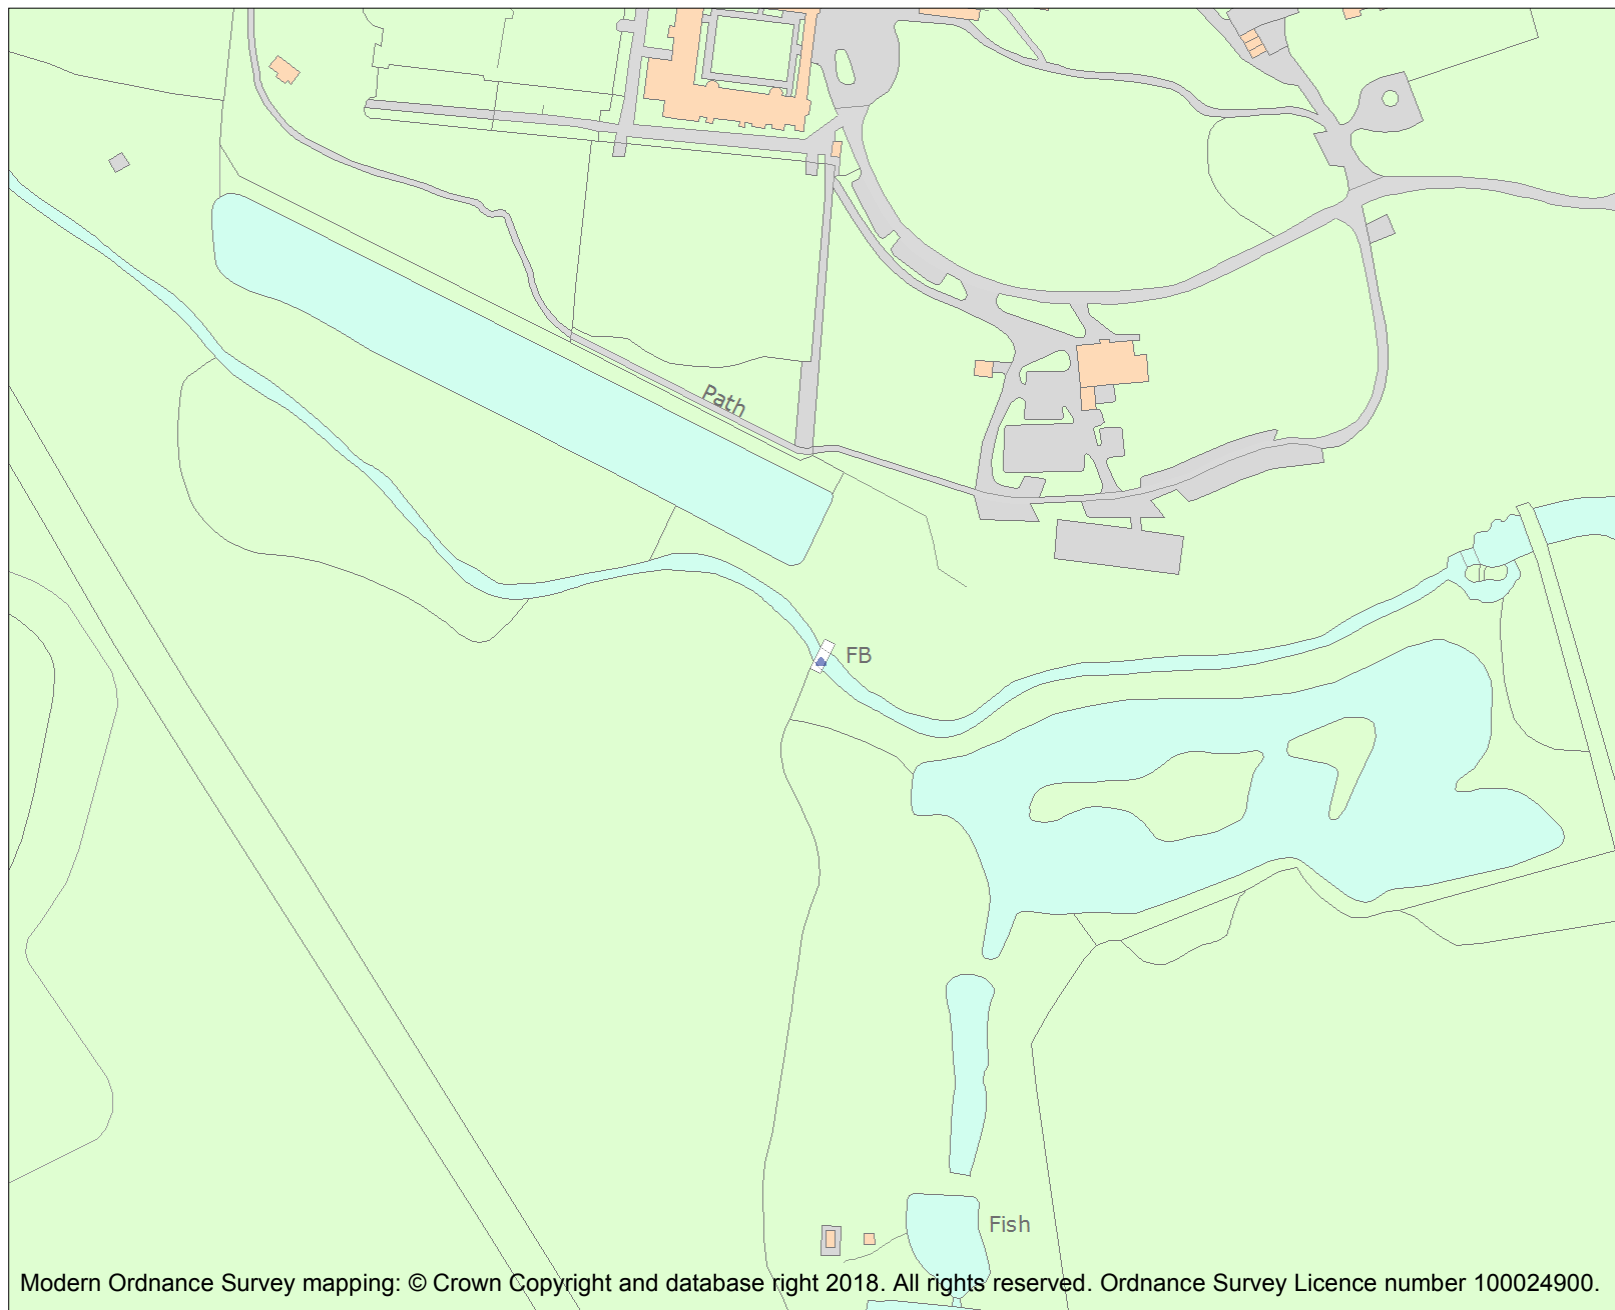 Path
FB
Fish
Modern Ordnance Survey mapping: © Crown Copyright and database right 2018. All rights reserved. Ordnance Survey Licence number 100024900.